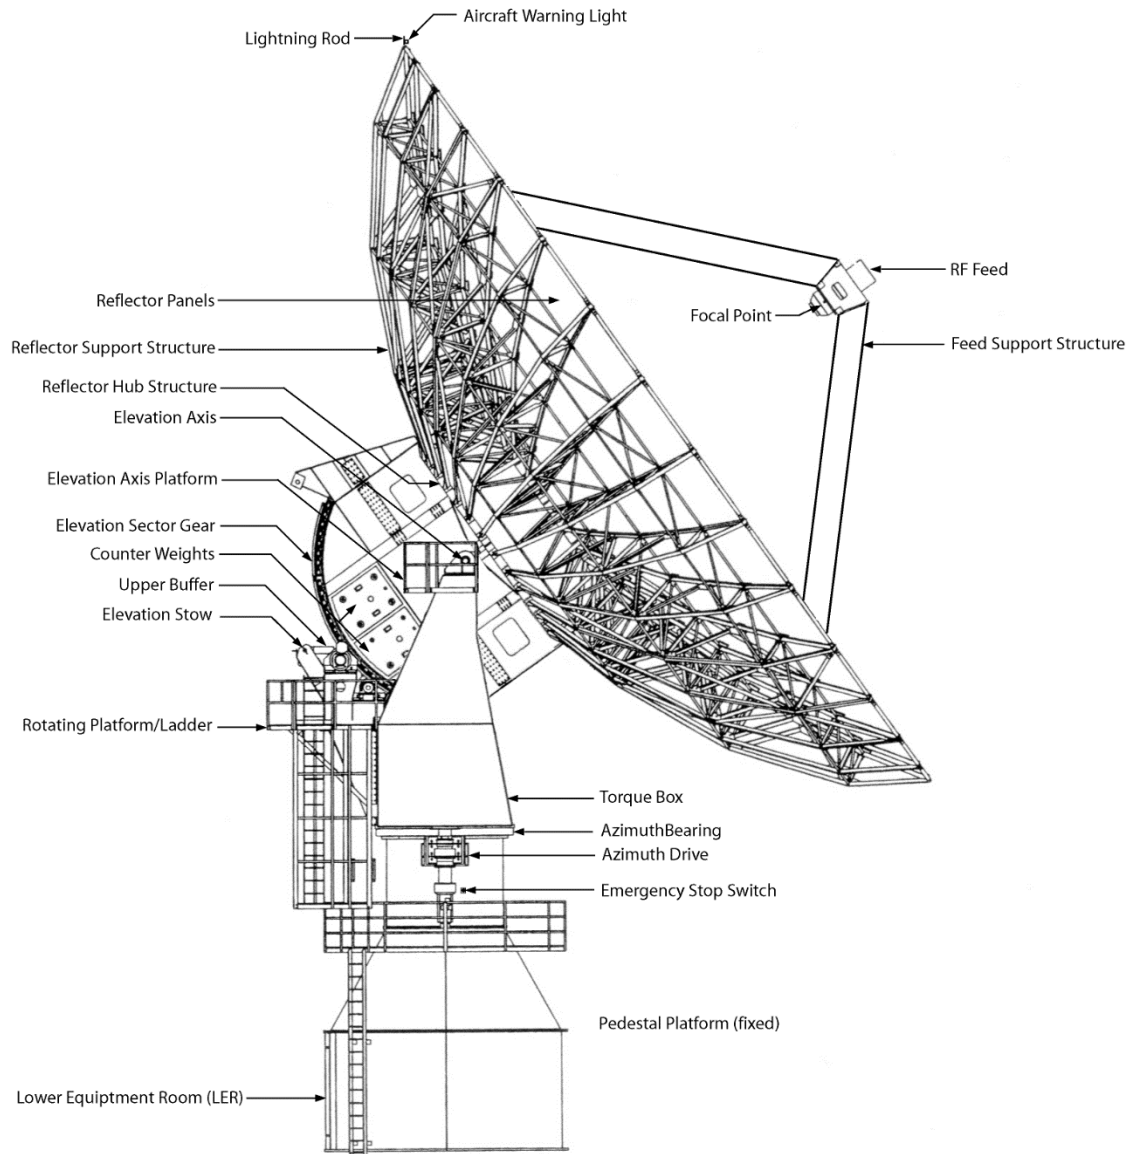 Aircraft Warning Light
Lightning Rod
RF Feed
Reflector Panels
Focal Point
Reflector Support Structure
Feed Support Structure
Reflector Hub Structure
Elevation Axis
Elevation Axis Platform
Elevation Sector Gear
Counter Weights
Upper Buffer
Elevation Stow
Rotating Platform/Ladder
Torque Box
AzimuthBearing
Azimuth Drive
Emergency Stop Switch
Pedestal Platform (fixed)
Lower Equiptment Room (LER)